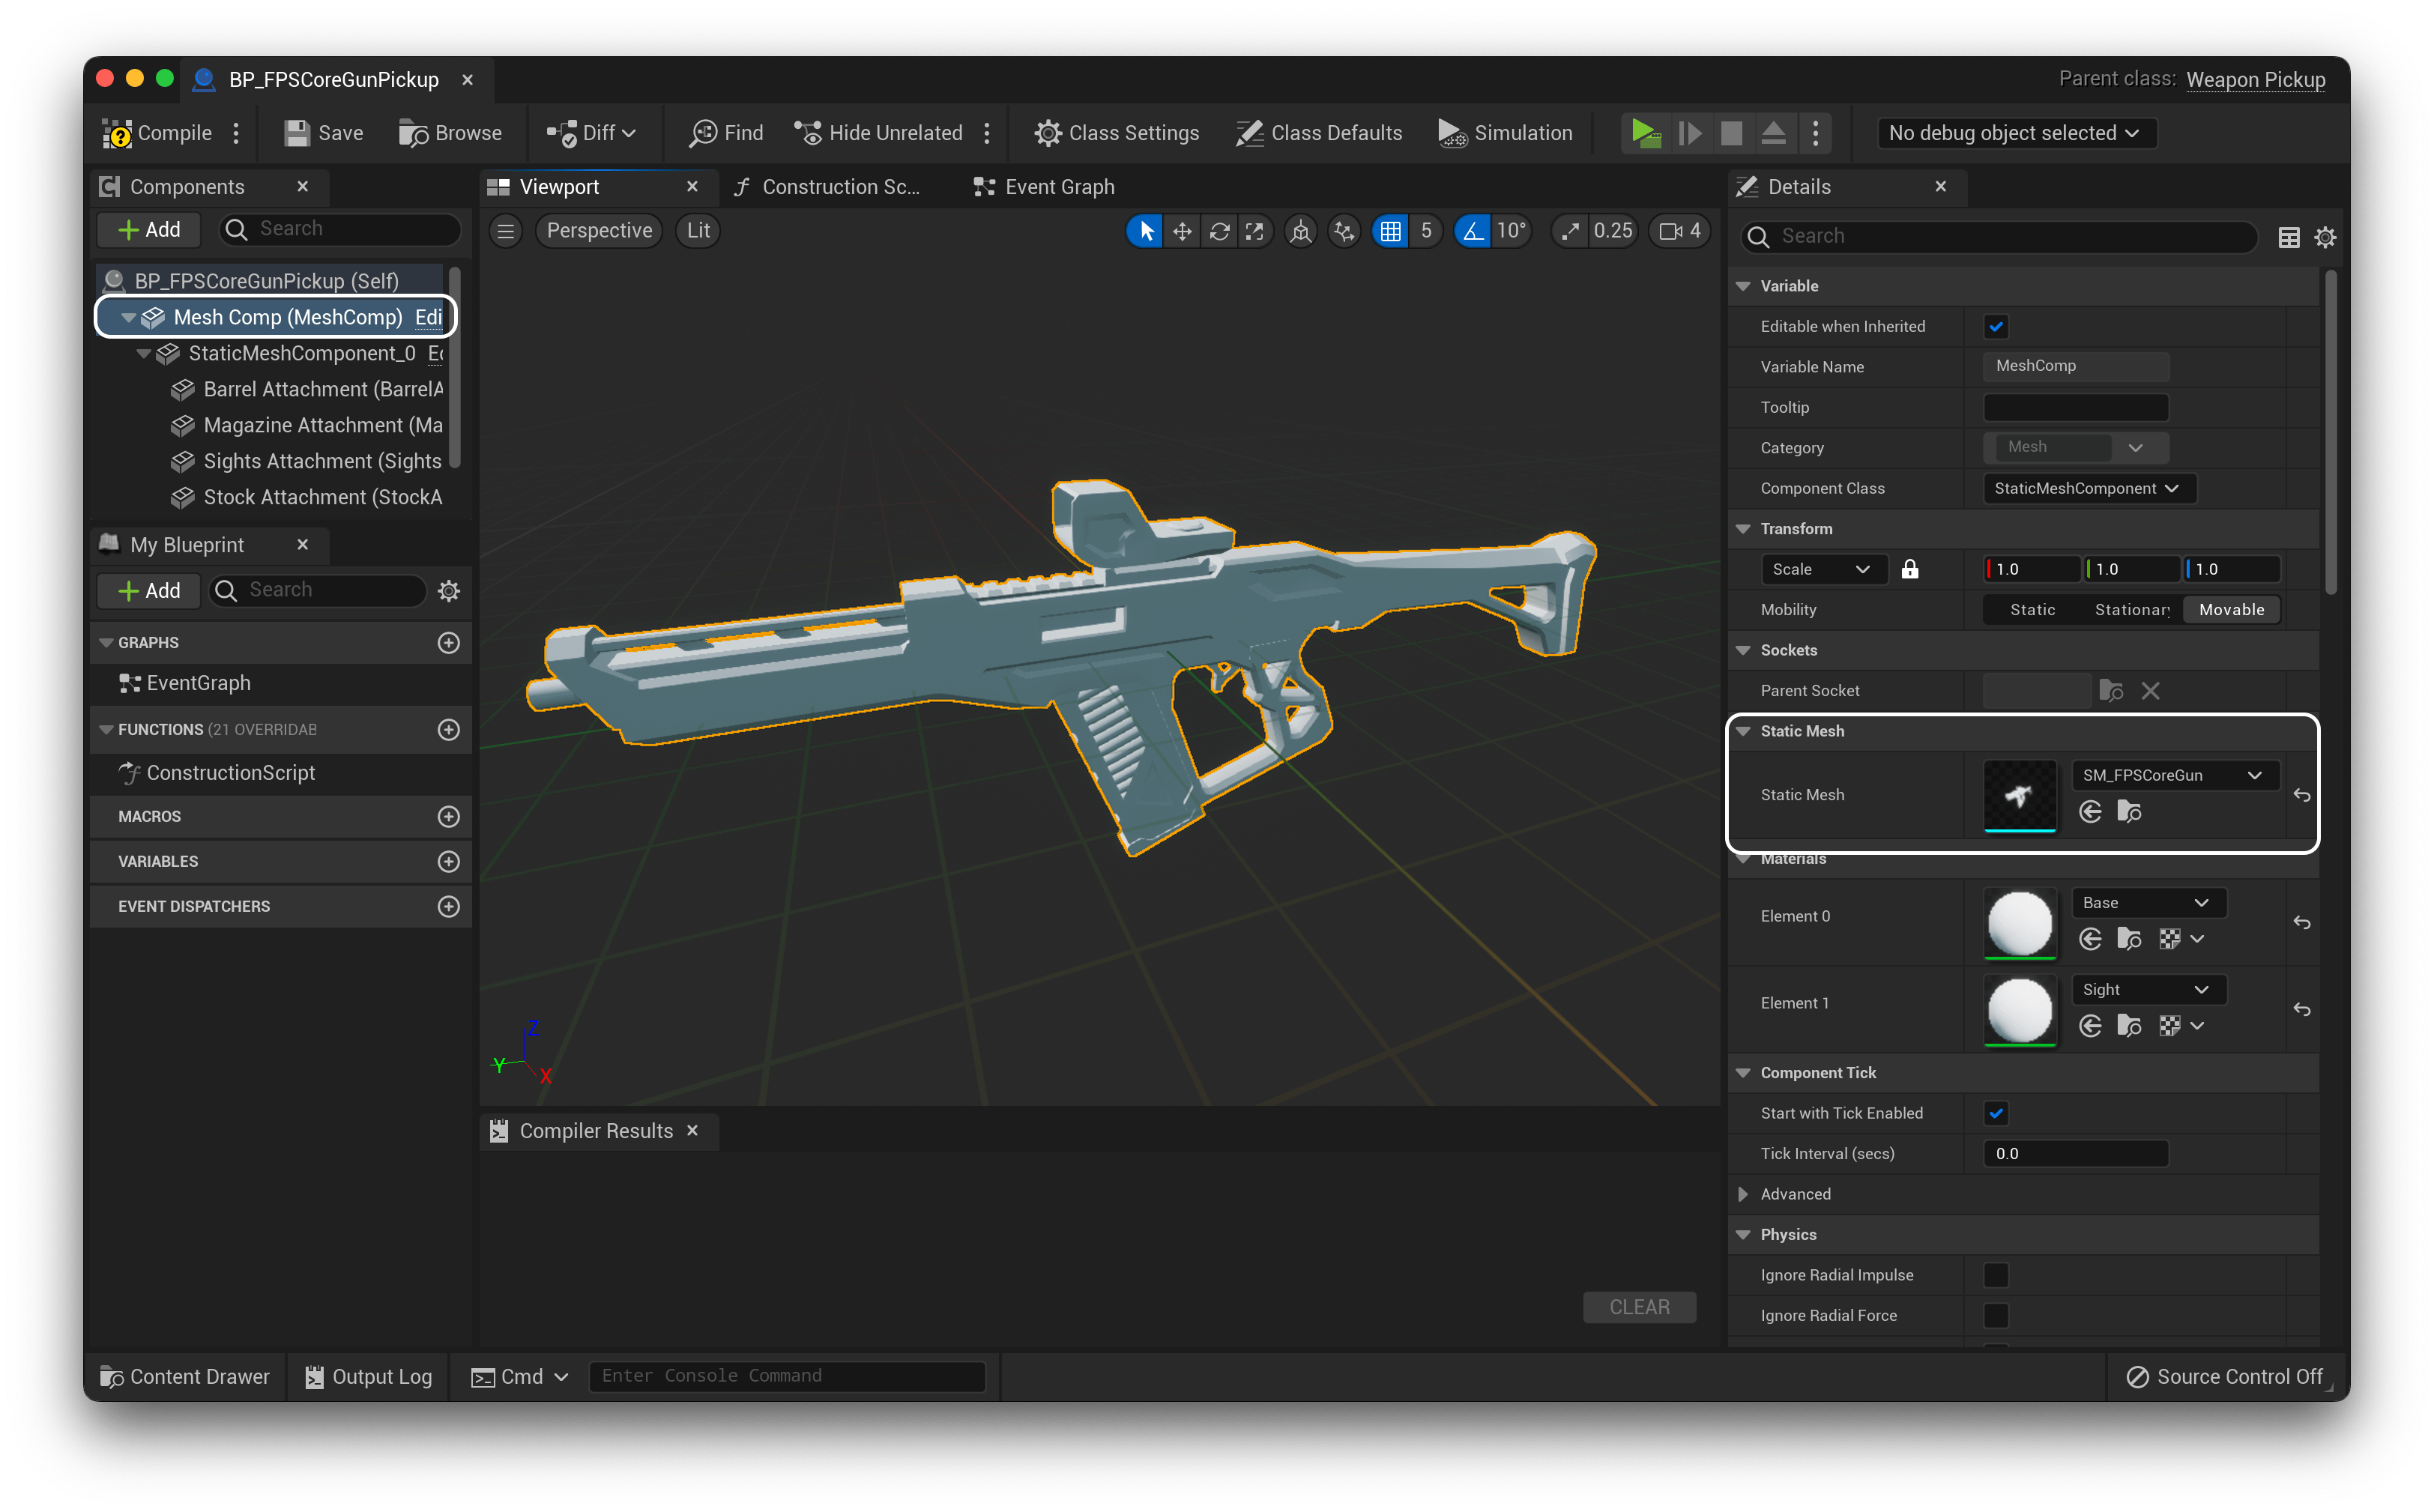 BP_FPSCoreGunPickup
Parent class: Weapon Pickup
Compile
Save
Browse
Diff
Find
Hide Unrelated
Class Settings
Class Defaults
Simulation
No debug object selected
Components
Add
Search
BP_FPSCoreGunPickup (Self)
Mesh Comp (MeshComp) Edi
StaticMeshComponent_0
Barrel Attachment (BarrelA
Magazine Attachment (Ma
Sights Attachment (Sights
Stock Attachment (StockA
My Blueprint
Add
Search
GRAPHS
EventGraph
FUNCTIONS (21 OVERRIDAB
ConstructionScript
MACROS
VARIABLES
EVENT DISPATCHERS
Viewport
Construction Sc...
Event Graph
Perspective
Lit
5
10°
0.25
4
Z
Y
X
Compiler Results
CLEAR
Details
Search
Variable
Editable when Inherited
Variable Name MeshComp
Tooltip
Category Mesh
Component Class StaticMeshComponent
Transform
Scale 1.0 1.0 1.0
Mobility Static Stationary Movable
Sockets
Parent Socket
Static Mesh
Static Mesh SM_FPSCoreGun
Materials
Element 0 Base
Element 1 Sight
Component Tick
Start with Tick Enabled
Tick Interval (secs) 0.0
Advanced
Physics
Ignore Radial Impulse
Ignore Radial Force
Content Drawer
Output Log
Cmd
Enter Console Command
Source Control Off